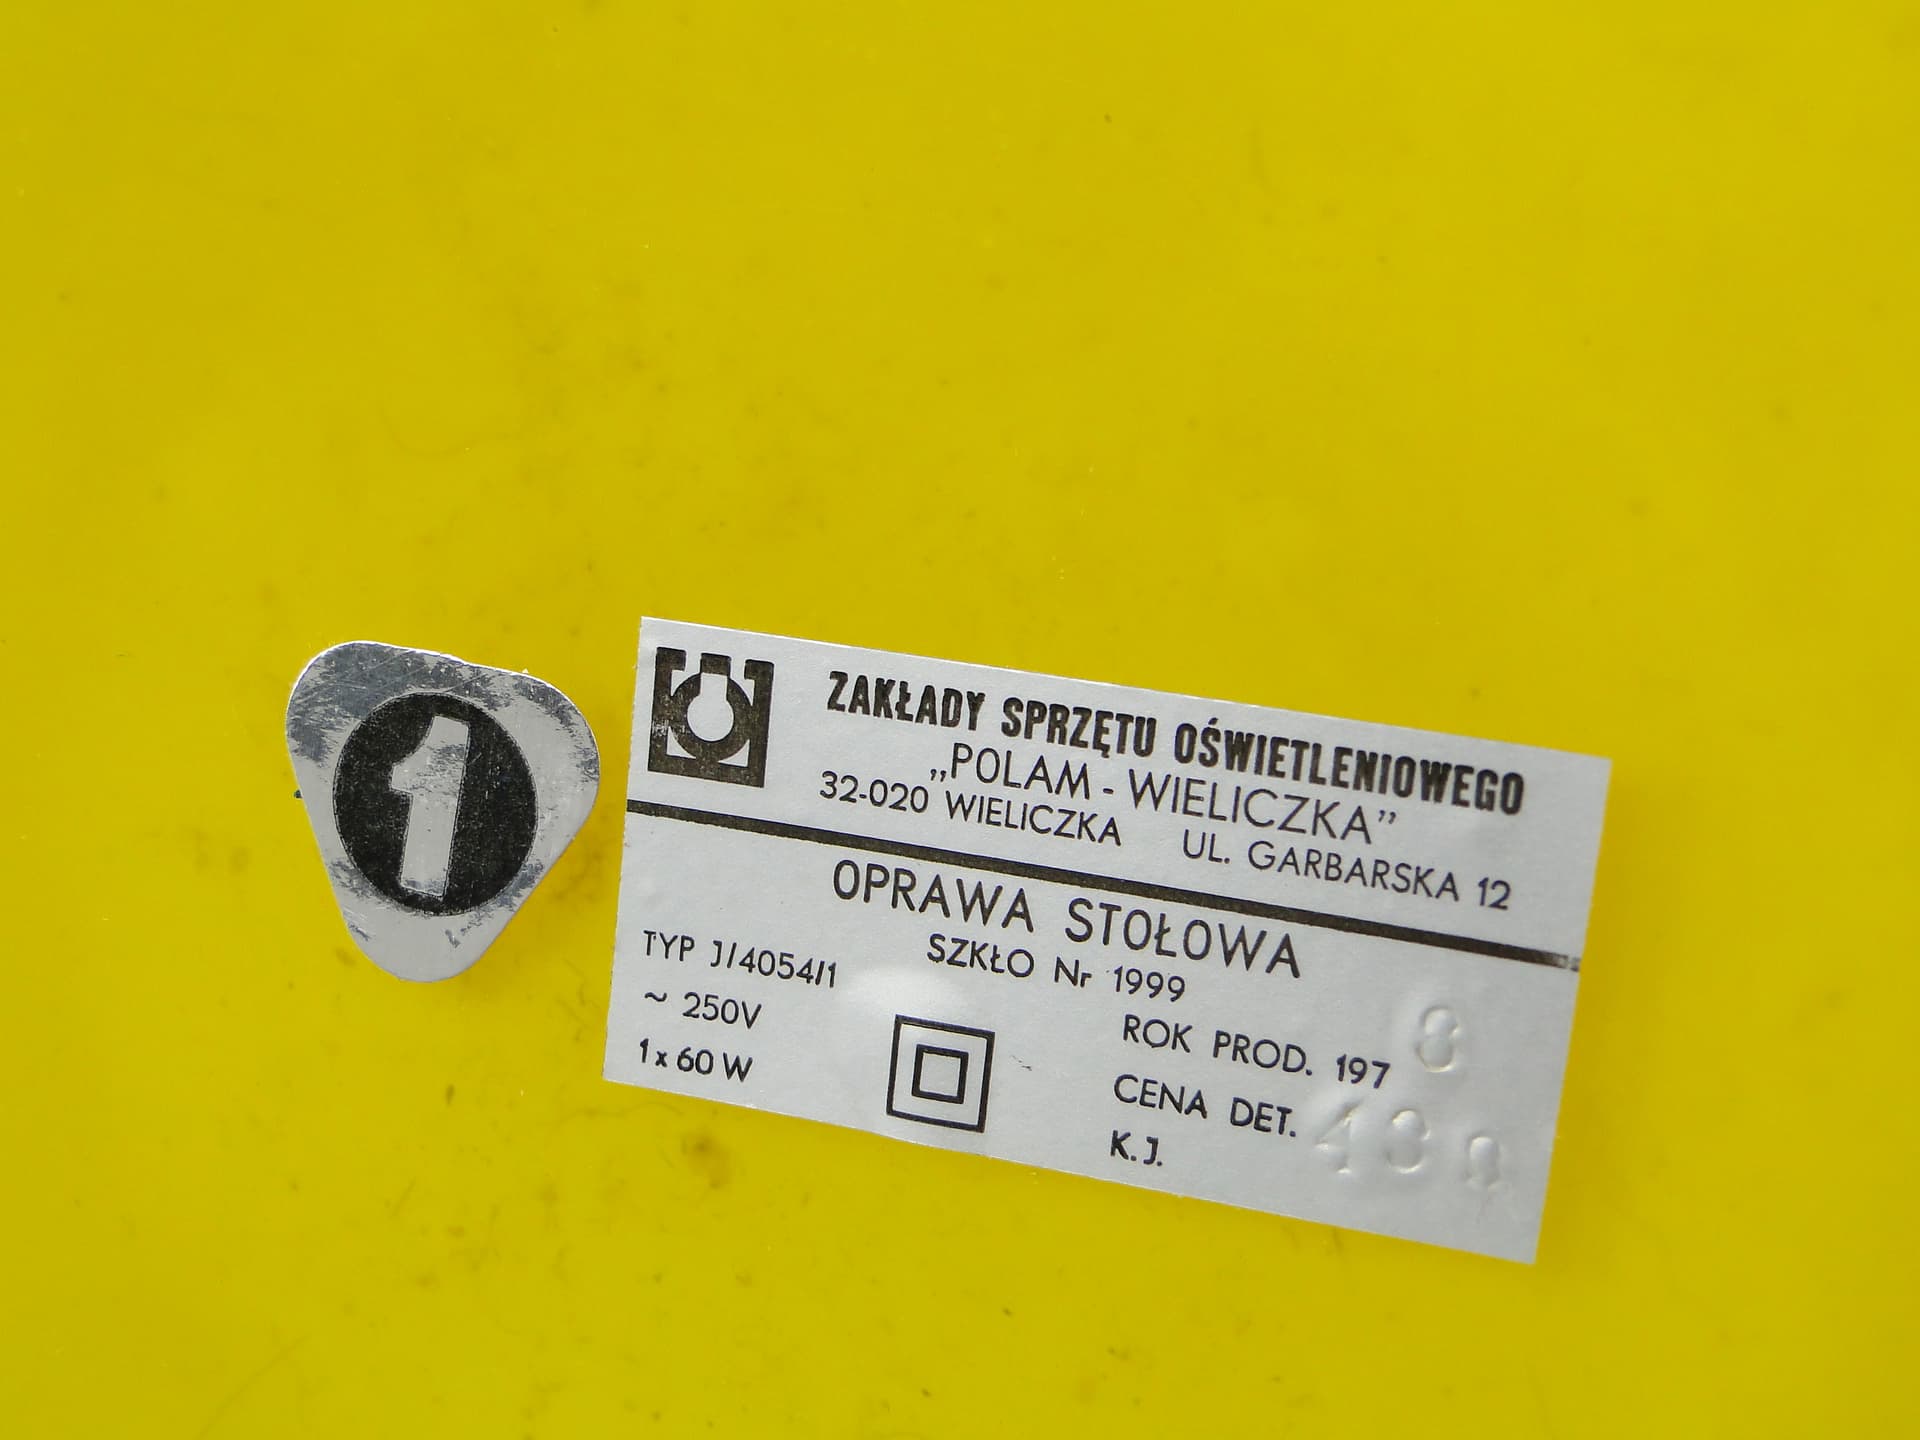 1
ZAKŁADY SPRZĘTU OŚWIETLENIOWEGO
„POLAM - WIELICZKA”
32-020 WIELICZKA UL. GARBARSKA 12
OPRAWA STOŁOWA
SZKŁO Nr 1999
TYP J/4054/1
~ 250V
1 x 60 W
ROK PROD. 197 8
CENA DET.
K.J.